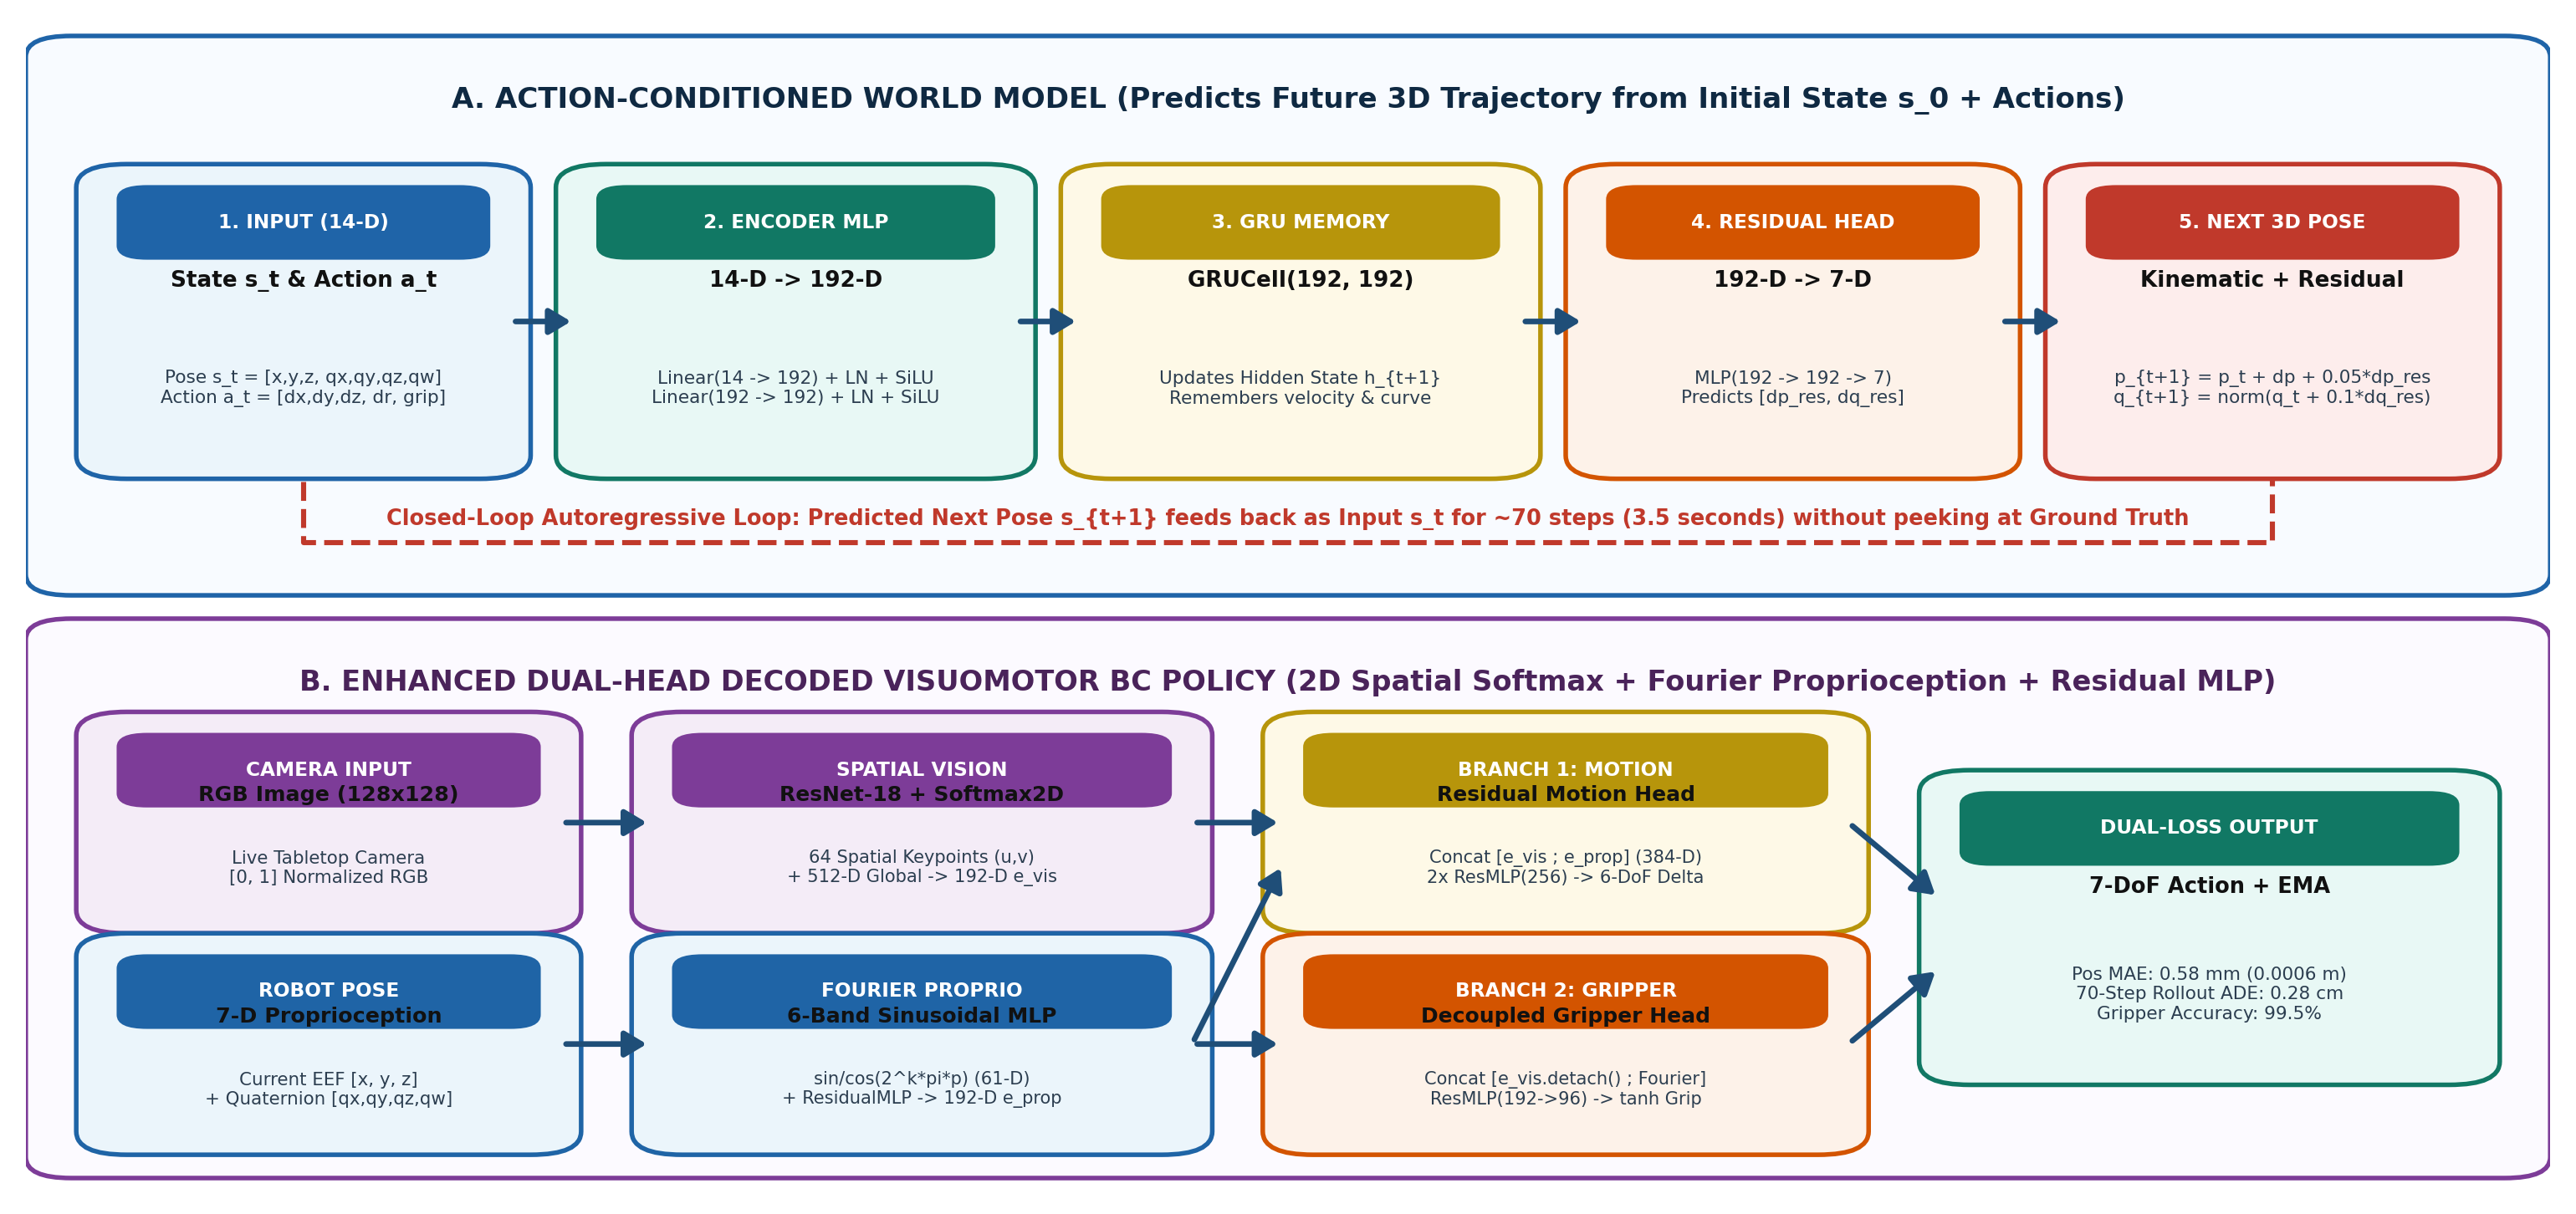 A. ACTION-CONDITIONED WORLD MODEL (Predicts Future 3D Trajectory from Initial State s_0 + Actions)
1. INPUT (14-D)
State s_t & Action a_t
Pose s_t = [x,y,z, qx,qy,qz,qw]
Action a_t = [dx,dy,dz, dr, grip]
2. ENCODER MLP
14-D -> 192-D
Linear(14 -> 192) + LN + SiLU
Linear(192 -> 192) + LN + SiLU
3. GRU MEMORY
GRUCell(192, 192)
Updates Hidden State h_{t+1}
Remembers velocity & curve
4. RESIDUAL HEAD
192-D -> 7-D
MLP(192 -> 192 -> 7)
Predicts [dp_res, dq_res]
5. NEXT 3D POSE
Kinematic + Residual
p_{t+1} = p_t + dp + 0.05*dp_res
q_{t+1} = norm(q_t + 0.1*dq_res)
Closed-Loop Autoregressive Loop: Predicted Next Pose s_{t+1} feeds back as Input s_t for ~70 steps (3.5 seconds) without peeking at Ground Truth
B. ENHANCED DUAL-HEAD DECODED VISUOMOTOR BC POLICY (2D Spatial Softmax + Fourier Proprioception + Residual MLP)
CAMERA INPUT
RGB Image (128x128)
Live Tabletop Camera
[0, 1] Normalized RGB
SPATIAL VISION
ResNet-18 + Softmax2D
64 Spatial Keypoints (u,v)
+ 512-D Global -> 192-D e_vis
BRANCH 1: MOTION
Residual Motion Head
Concat [e_vis ; e_prop] (384-D)
2x ResMLP(256) -> 6-DoF Delta
ROBOT POSE
7-D Proprioception
Current EEF [x, y, z]
+ Quaternion [qx,qy,qz,qw]
FOURIER PROPRIO
6-Band Sinusoidal MLP
sin/cos(2^k*pi*p) (61-D)
+ ResidualMLP -> 192-D e_prop
BRANCH 2: GRIPPER
Decoupled Gripper Head
Concat [e_vis.detach() ; Fourier]
ResMLP(192->96) -> tanh Grip
DUAL-LOSS OUTPUT
7-DoF Action + EMA
Pos MAE: 0.58 mm (0.0006 m)
70-Step Rollout ADE: 0.28 cm
Gripper Accuracy: 99.5%